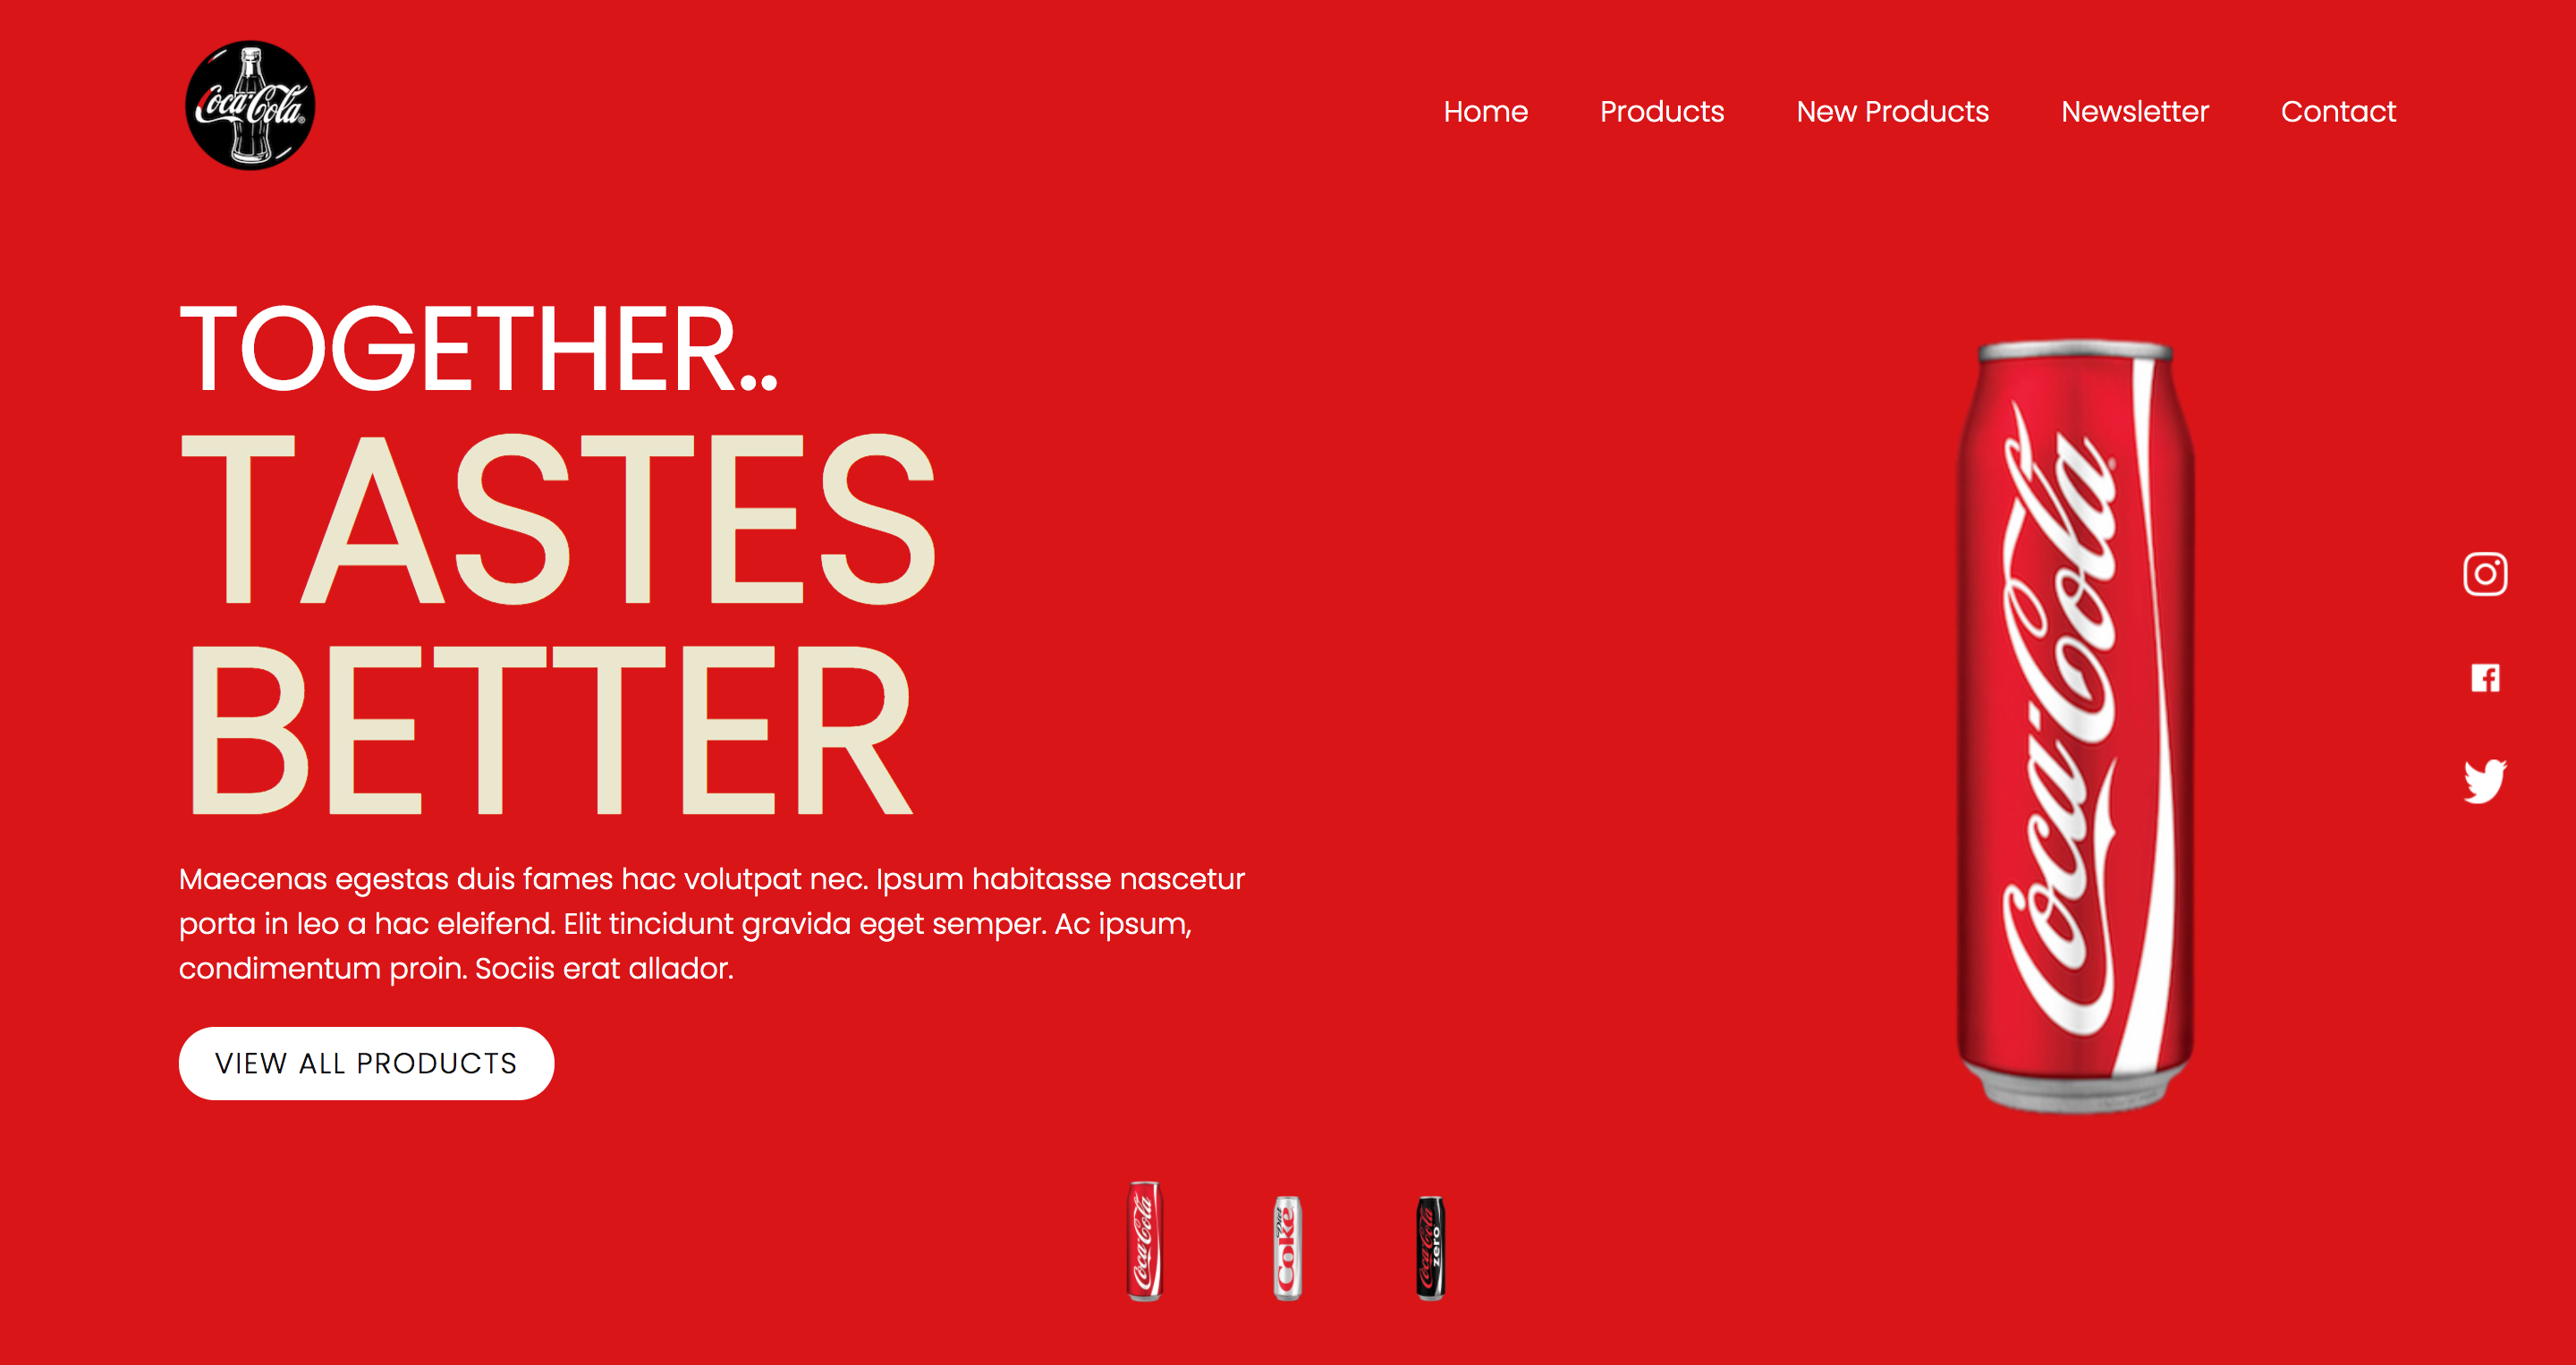 Coca-Cola
Home Products New Products Newsletter Contact
TOGETHER..
TASTES
BETTER
Maecenas egestas duis fames hac volutpat nec. Ipsum habitasse nascetur
porta in leo a hac eleifend. Elit tincidunt gravida eget semper. Ac ipsum,
condimentum proin. Sociis erat allador.
VIEW ALL PRODUCTS
Coca-Cola
Coca-Cola
Diet
Coke
Coca-Cola
zero